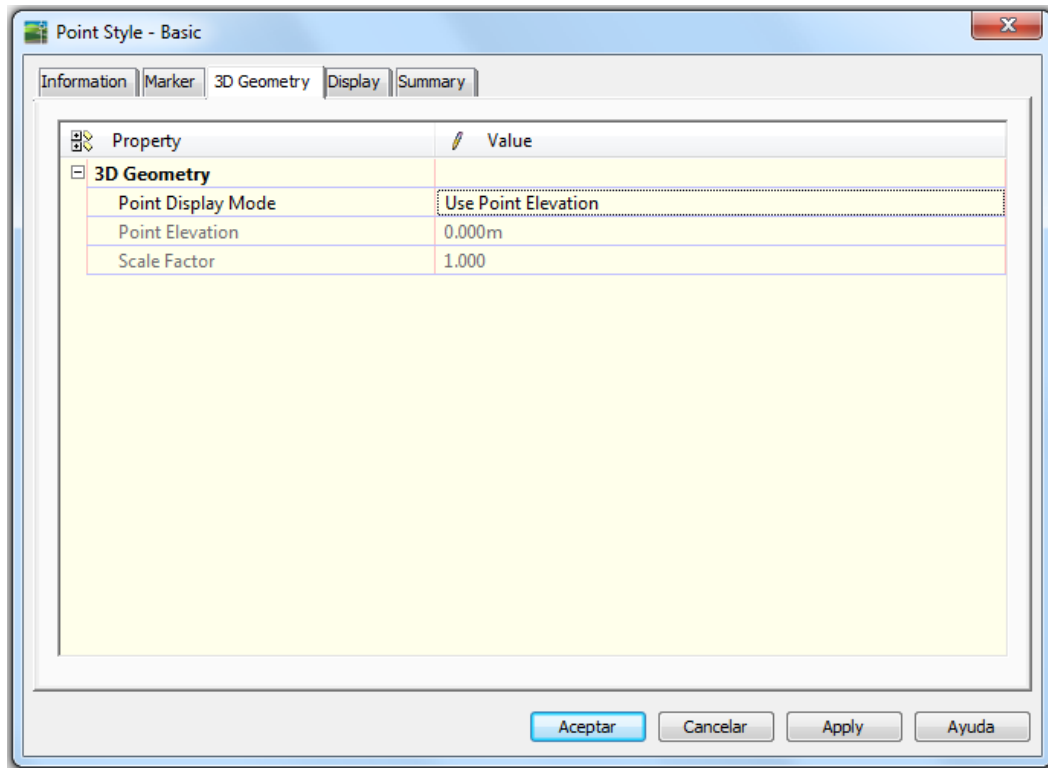 Point Style - Basic
Information Marker 3D Geometry Display Summary
Property Value
3D Geometry
Point Display Mode Use Point Elevation
Point Elevation 0.000m
Scale Factor 1.000
Aceptar Cancelar Apply Ayuda